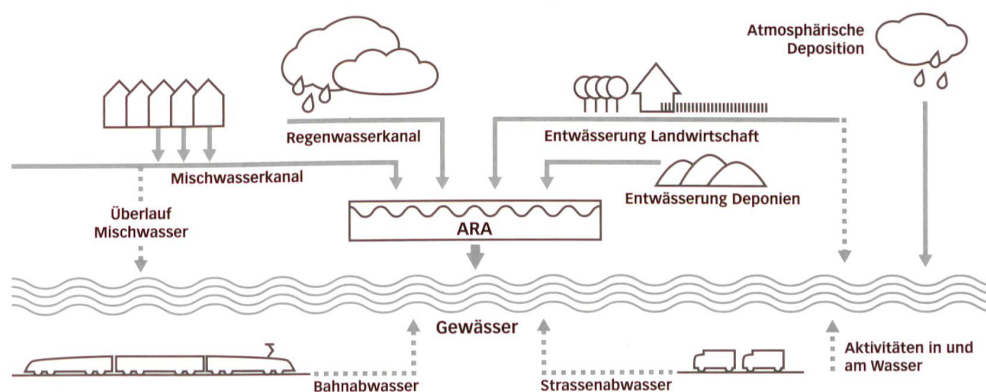 Atmosphärische
Deposition
Regenwasserkanal
Entwässerung Landwirtschaft
Mischwasserkanal
Entwässerung Deponien
Überlauf
Mischwasser
ARA
Gewässer
Aktivitäten in und
am Wasser
Bahnabwasser
Strassenabwasser